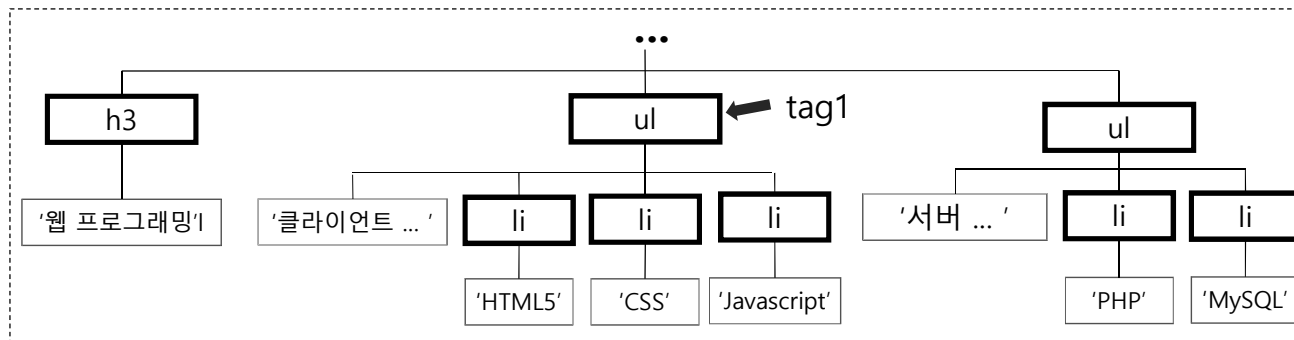 ...
h3
ul
tag1
ul
'웹 프로그래밍'l
'클라이언트 ... '
li
li
li
'서버 ... '
li
li
'HTML5'
'CSS'
'Javascript'
'PHP'
'MySQL'